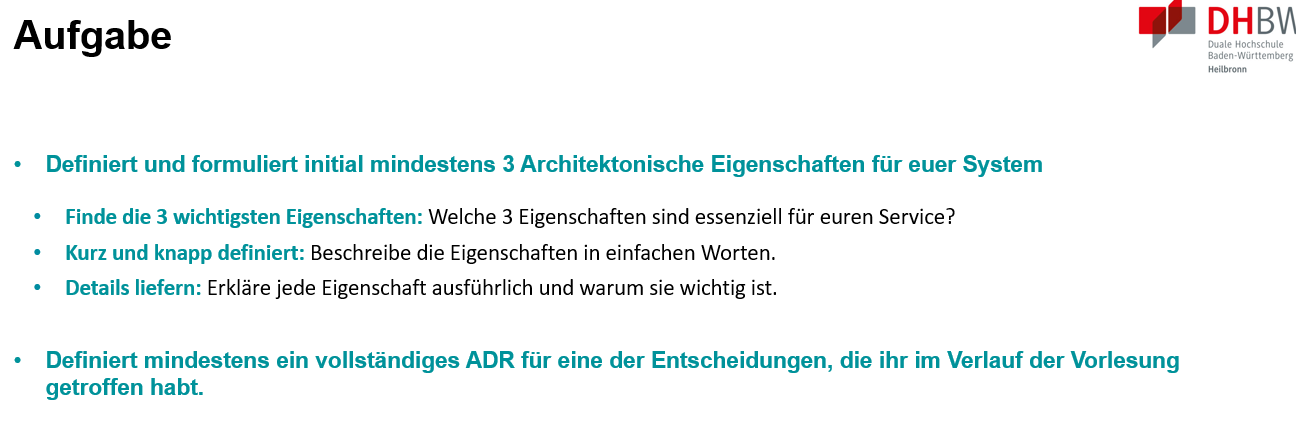 Aufgabe
DHBW
Duale Hochschule
Baden-Württemberg
Heilbronn
• Definiert und formuliert initial mindestens 3 Architektonische Eigenschaften für euer System
• Finde die 3 wichtigsten Eigenschaften: Welche 3 Eigenschaften sind essenziell für euren Service?
• Kurz und knapp definiert: Beschreibe die Eigenschaften in einfachen Worten.
• Details liefern: Erkläre jede Eigenschaft ausführlich und warum sie wichtig ist.
• Definiert mindestens ein vollständiges ADR für eine der Entscheidungen, die ihr im Verlauf der Vorlesung
getroffen habt.